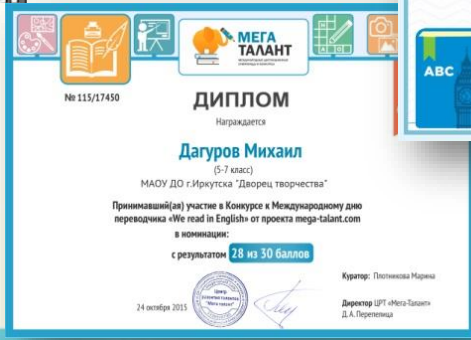 МЕГА
ТАЛАНТ
№ 115/17450
ДИПЛОМ
Награждается
Дагуров Михаил
(5-7 класс)
МАОУ ДО г.Иркутска "Дворец творчества"
Принимавший(ая) участие в Конкурсе к Международному дню
переводчика «We read in English» от проекта mega-talant.com
в номинации:
с результатом 28 из 30 баллов
Куратор: Плотникова Марина
24 октября 2015
Директор ЦРТ «Мега-Талант»
Д. А. Перепелица
ABC